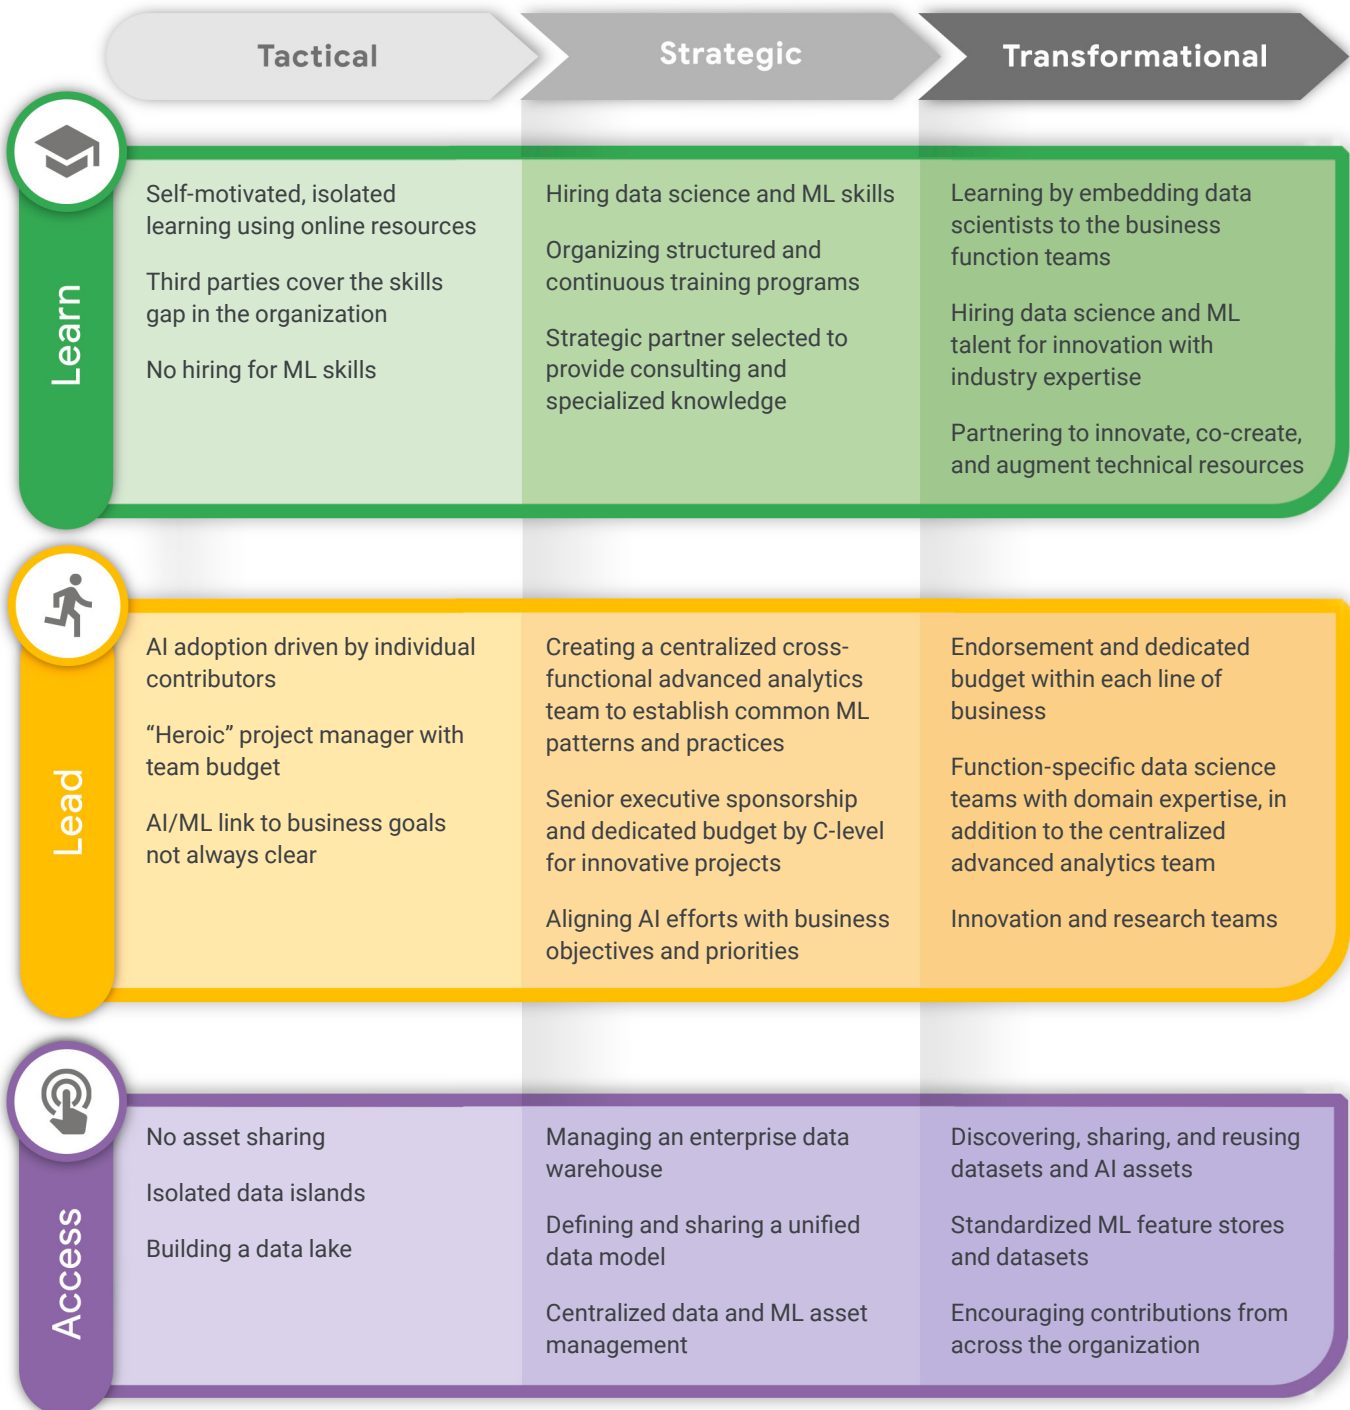 Tactical
Strategic
Transformational
Learn
Self-motivated, isolated
learning using online resources
Third parties cover the skills
gap in the organization
No hiring for ML skills
Hiring data science and ML skills
Organizing structured and
continuous training programs
Strategic partner selected to
provide consulting and
specialized knowledge
Learning by embedding data
scientists to the business
function teams
Hiring data science and ML
talent for innovation with
industry expertise
Partnering to innovate, co-create,
and augment technical resources
Lead
AI adoption driven by individual
contributors
“Heroic” project manager with
team budget
AI/ML link to business goals
not always clear
Creating a centralized cross-
functional advanced analytics
team to establish common ML
patterns and practices
Senior executive sponsorship
and dedicated budget by C-level
for innovative projects
Aligning AI efforts with business
objectives and priorities
Endorsement and dedicated
budget within each line of
business
Function-specific data science
teams with domain expertise, in
addition to the centralized
advanced analytics team
Innovation and research teams
Access
No asset sharing
Isolated data islands
Building a data lake
Managing an enterprise data
warehouse
Defining and sharing a unified
data model
Centralized data and ML asset
management
Discovering, sharing, and reusing
datasets and AI assets
Standardized ML feature stores
and datasets
Encouraging contributions from
across the organization